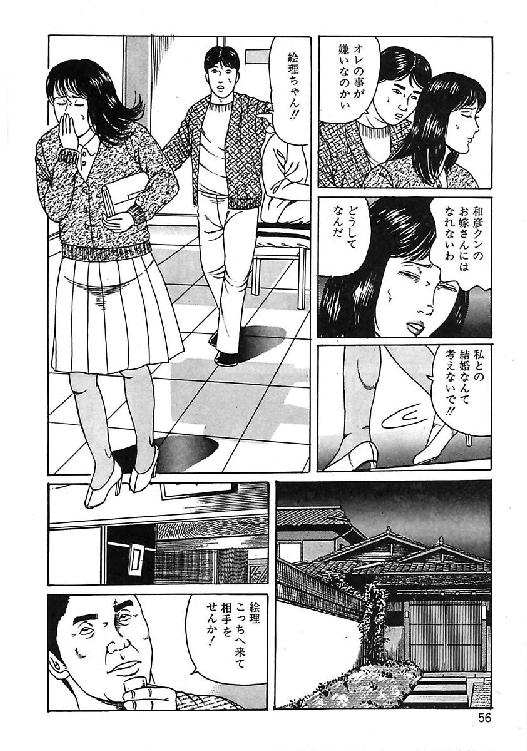 オレの事が
嫌いなのかい
和彦クンの
お嫁さんには
なれないわ
どうして
なんだ
私との
結婚なんて
考えないで!!
絵理ちゃん!!
絵理
こっちへ来て
相手を
せんか!
56